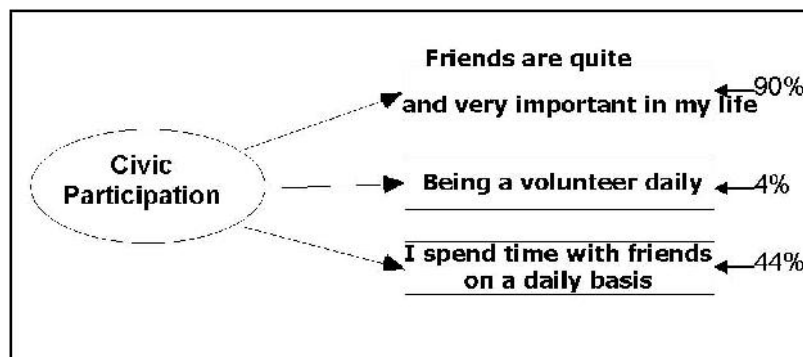 Friends are quite
and very important in my life
90%
Civic
Participation
Being a volunteer daily
4%
I spend time with friends
on a daily basis
44%